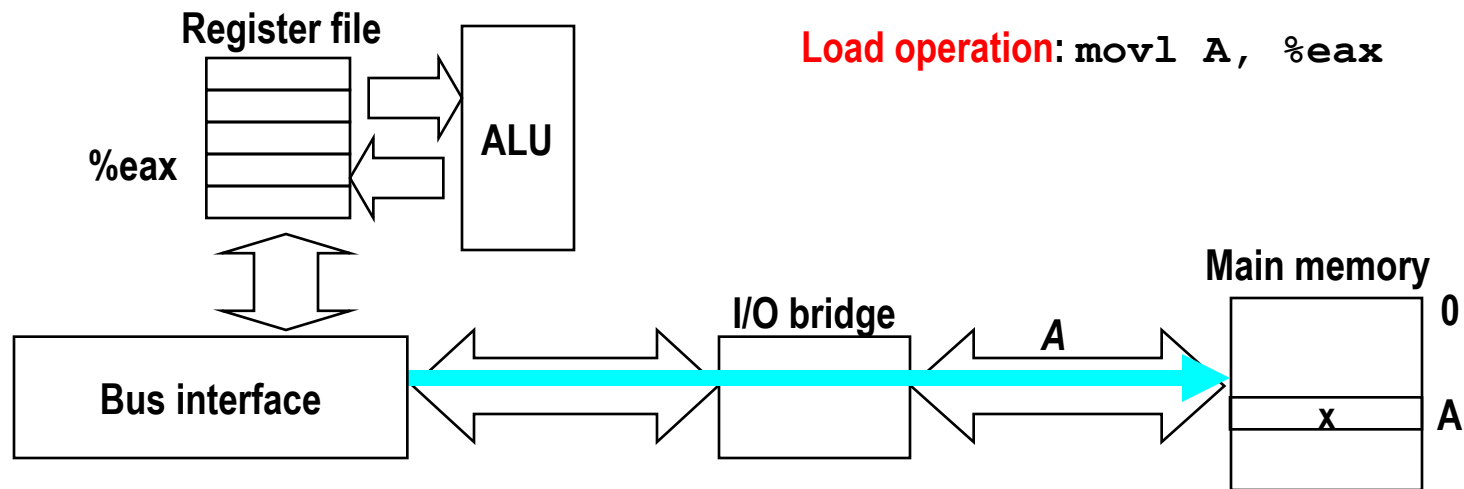 Register file
Load operation: movl A, %eax
ALU
%eax
Main memory
I/O bridge
0
A
Bus interface
x
A